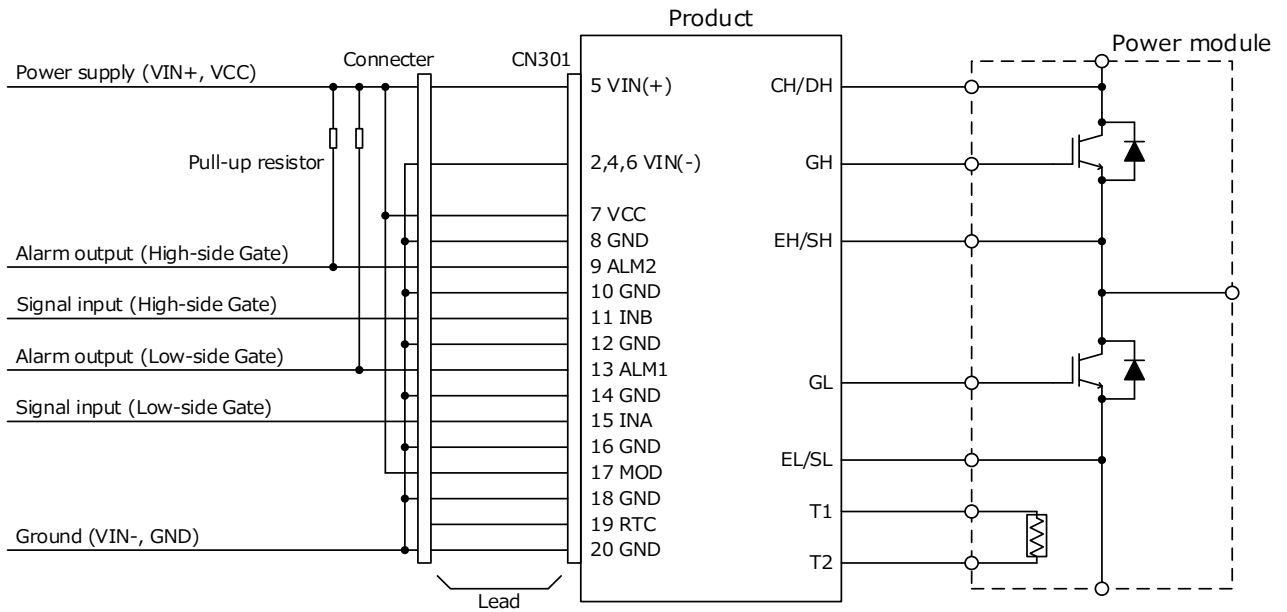 Product
Power module
Connecter
CN301
Power supply (VIN+, VCC)
5 VIN(+)
CH/DH
Pull-up resistor
2,4,6 VIN(-)
GH
7 VCC
8 GND
EH/SH
Alarm output (High-side Gate)
9 ALM2
10 GND
Signal input (High-side Gate)
11 INB
12 GND
Alarm output (Low-side Gate)
13 ALM1
GL
14 GND
Signal input (Low-side Gate)
15 INA
16 GND
EL/SL
17 MOD
18 GND
T1
19 RTC
Ground (VIN-, GND)
20 GND
T2
Lead